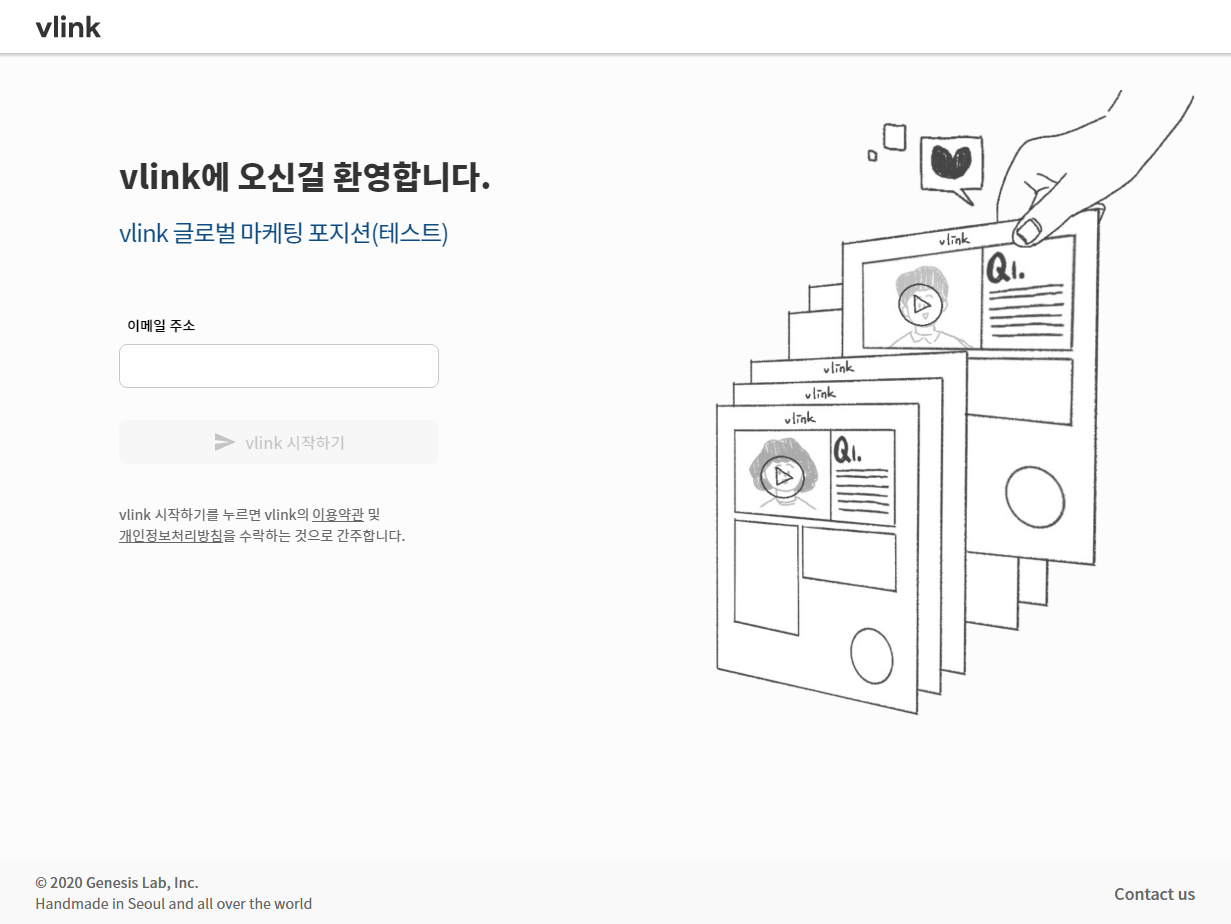 vlink
vlink에 오신걸 환영합니다.
vlink 글로벌 마케팅 포지션(테스트)
이메일 주소
vlink 시작하기
vlink 시작하기를 누르면 vlink의 이용약관 및
개인정보처리방침을 수락하는 것으로 간주합니다.
vlink
Q1.
vlink
vlink
vlink
Q1.
© 2020 Genesis Lab, Inc.
Handmade in Seoul and all over the world
Contact us